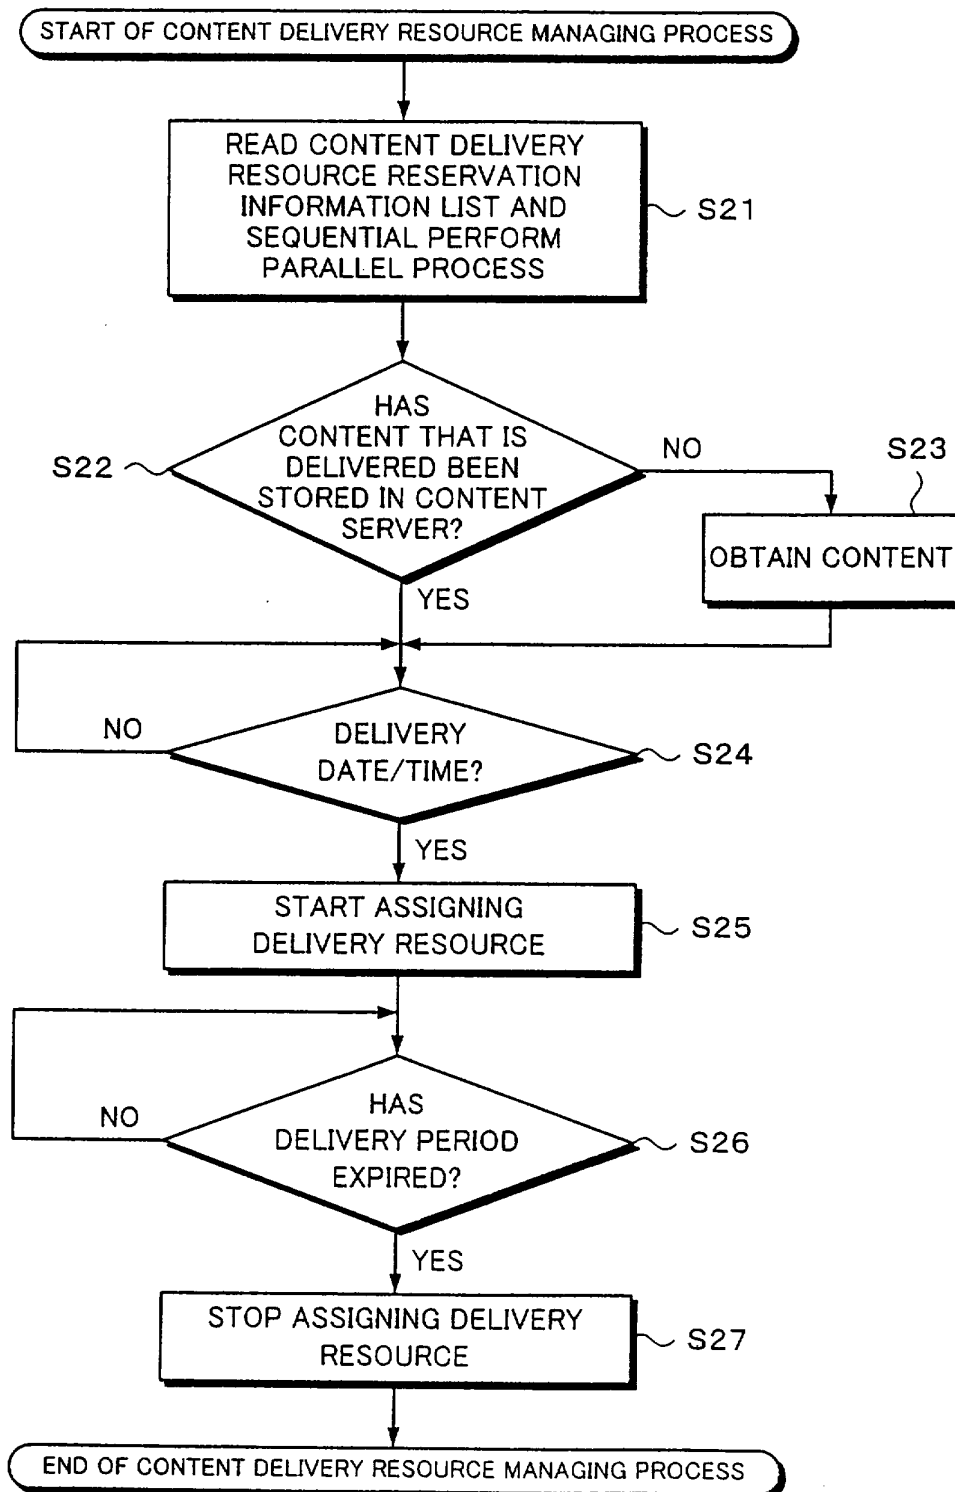 START OF CONTENT DELIVERY RESOURCE MANAGING PROCESS
READ CONTENT DELIVERY
RESOURCE RESERVATION
INFORMATION LIST AND
SEQUENTIAL PERFORM
PARALLEL PROCESS
S21
HAS
CONTENT THAT IS
DELIVERED BEEN
STORED IN CONTENT
SERVER?
S22
NO
S23
OBTAIN CONTENT
YES
DELIVERY
DATE/TIME?
NO
S24
YES
START ASSIGNING
DELIVERY RESOURCE
S25
HAS
DELIVERY PERIOD
EXPIRED?
NO
S26
YES
STOP ASSIGNING DELIVERY
RESOURCE
S27
END OF CONTENT DELIVERY RESOURCE MANAGING PROCESS